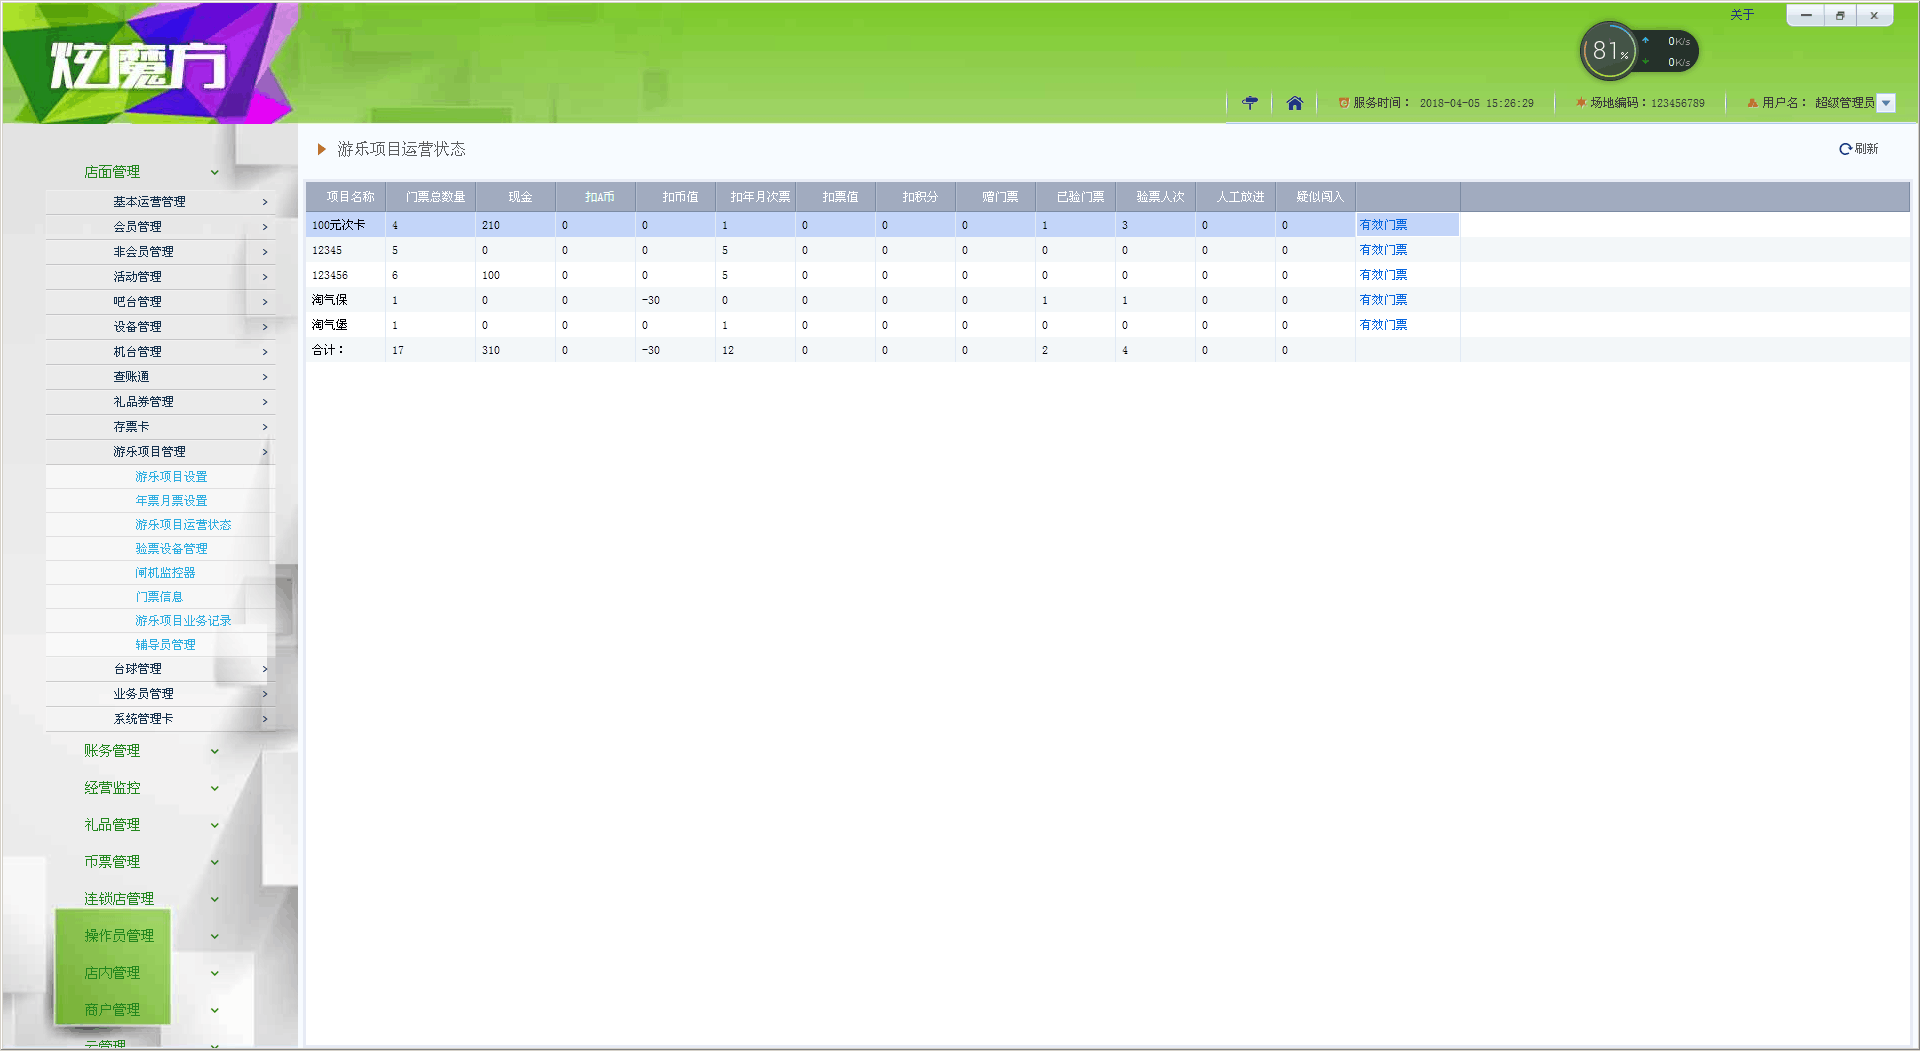 关于
炫魔方
81%
0K/s
0K/s
服务时间： 2018-04-05 15:26:29
场地编码：123456789
用户名： 超级管理员
店面管理
基本运营管理
会员管理
非会员管理
活动管理
吧台管理
设备管理
机台管理
查账通
礼品券管理
存票卡
游乐项目管理
游乐项目设置
年票月票设置
游乐项目运营状态
验票设备管理
闸机监控器
门票信息
游乐项目业务记录
辅导员管理
台球管理
业务员管理
系统管理卡
账务管理
经营监控
礼品管理
币票管理
连锁店管理
操作员管理
店内管理
商户管理
云管理
游乐项目运营状态
刷新
项目名称 门票总数量 现金 扣A币 扣币值 扣年月次票 扣票值 扣积分 赠门票 已验门票 验票人次 人工放进 疑似闯入
100元次卡 4 210 0 0 1 0 0 0 1 3 0 0 有效门票
12345 5 0 0 0 5 0 0 0 0 0 0 0 有效门票
123456 6 100 0 0 5 0 0 0 0 0 0 0 有效门票
淘气保 1 0 0 -30 0 0 0 0 1 1 0 0 有效门票
淘气堡 1 0 0 0 1 0 0 0 0 0 0 0 有效门票
合计： 17 310 0 -30 12 0 0 0 2 4 0 0